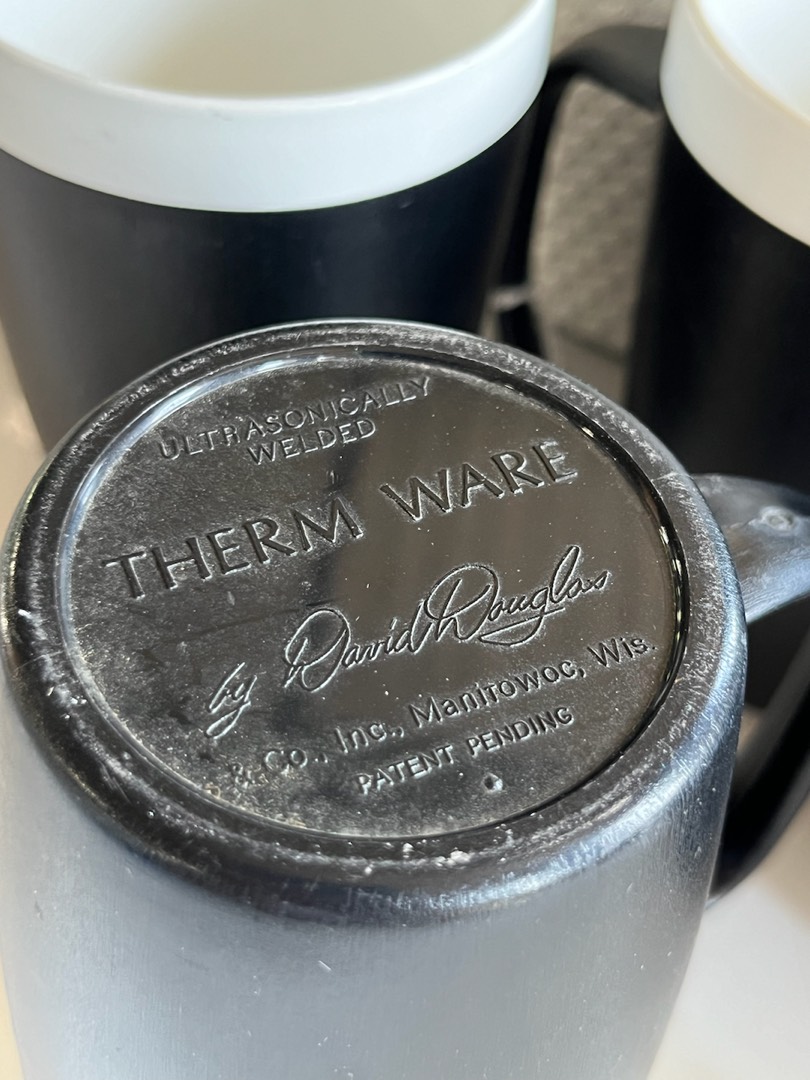 ULTRASONICALLY
WELDED
THERM WARE
by David Douglas
& Co., Inc., Manitowoc, Wis.
PATENT PENDING